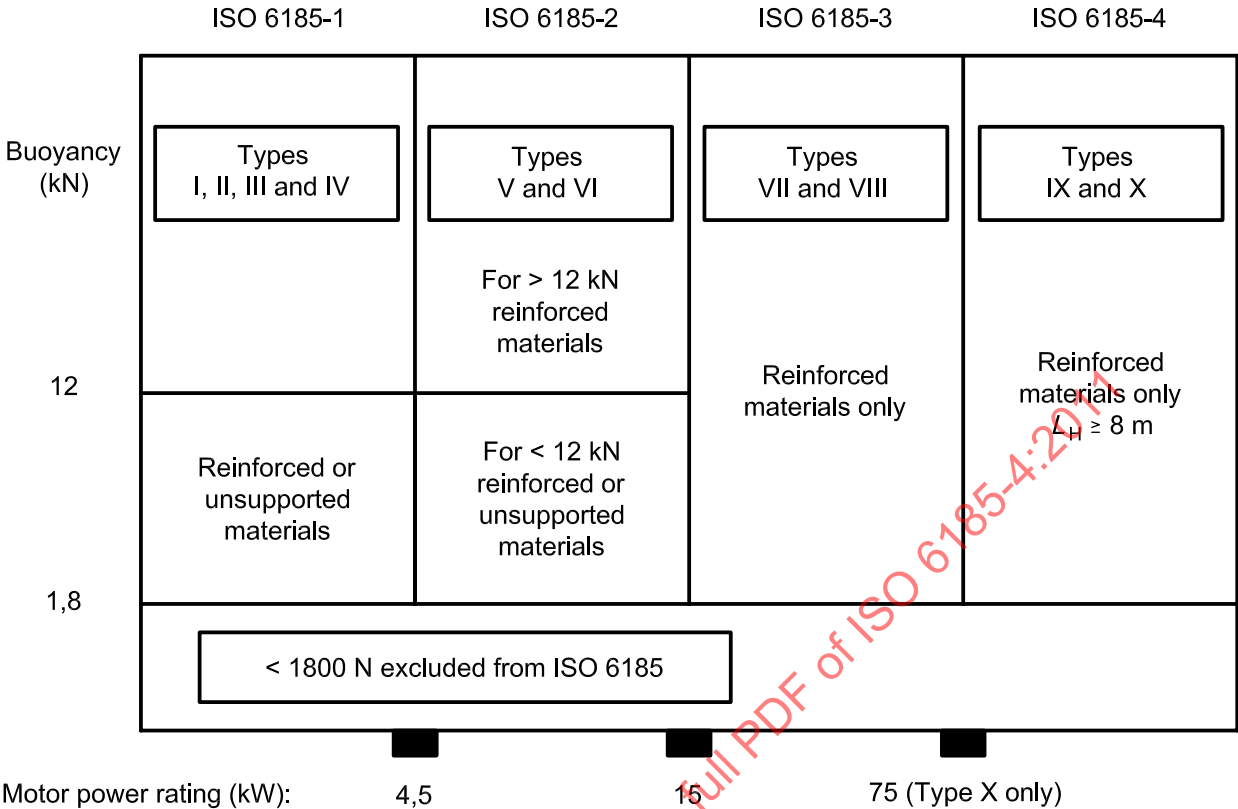 ISO 6185-1
ISO 6185-2
ISO 6185-3
ISO 6185-4
Buoyancy
(kN)
Types
I, II, III and IV
Types
V and VI
Types
VII and VIII
Types
IX and X
For > 12 kN
reinforced
materials
12
Reinforced
materials only
Reinforced
materials only
L_H ≥ 8 m
Reinforced or
unsupported
materials
For < 12 kN
reinforced or
unsupported
materials
1,8
< 1800 N excluded from ISO 6185
Motor power rating (kW):
4,5
15
75 (Type X only)
full PDF of ISO 6185-4:2011